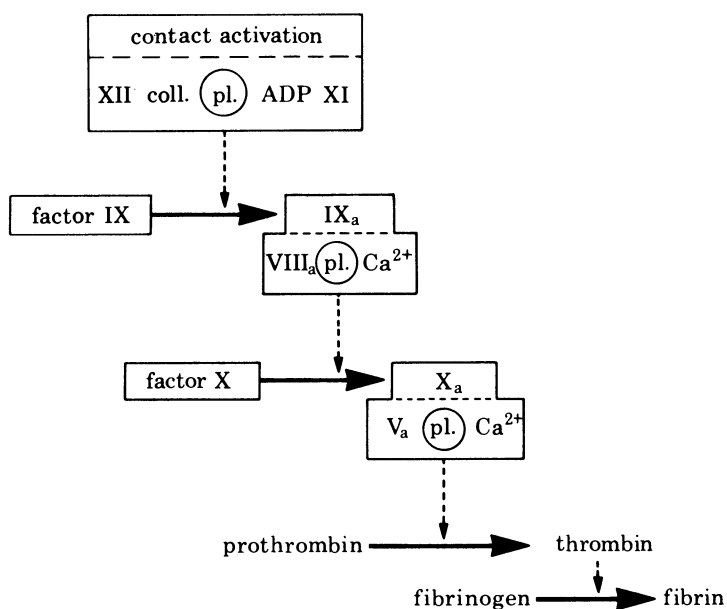 contact activation
XII coll. pl. ADP XI
factor IX
IXa
VIIIa pl. Ca2+
factor X
Xa
Va pl. Ca2+
prothrombin thrombin
fibrinogen fibrin